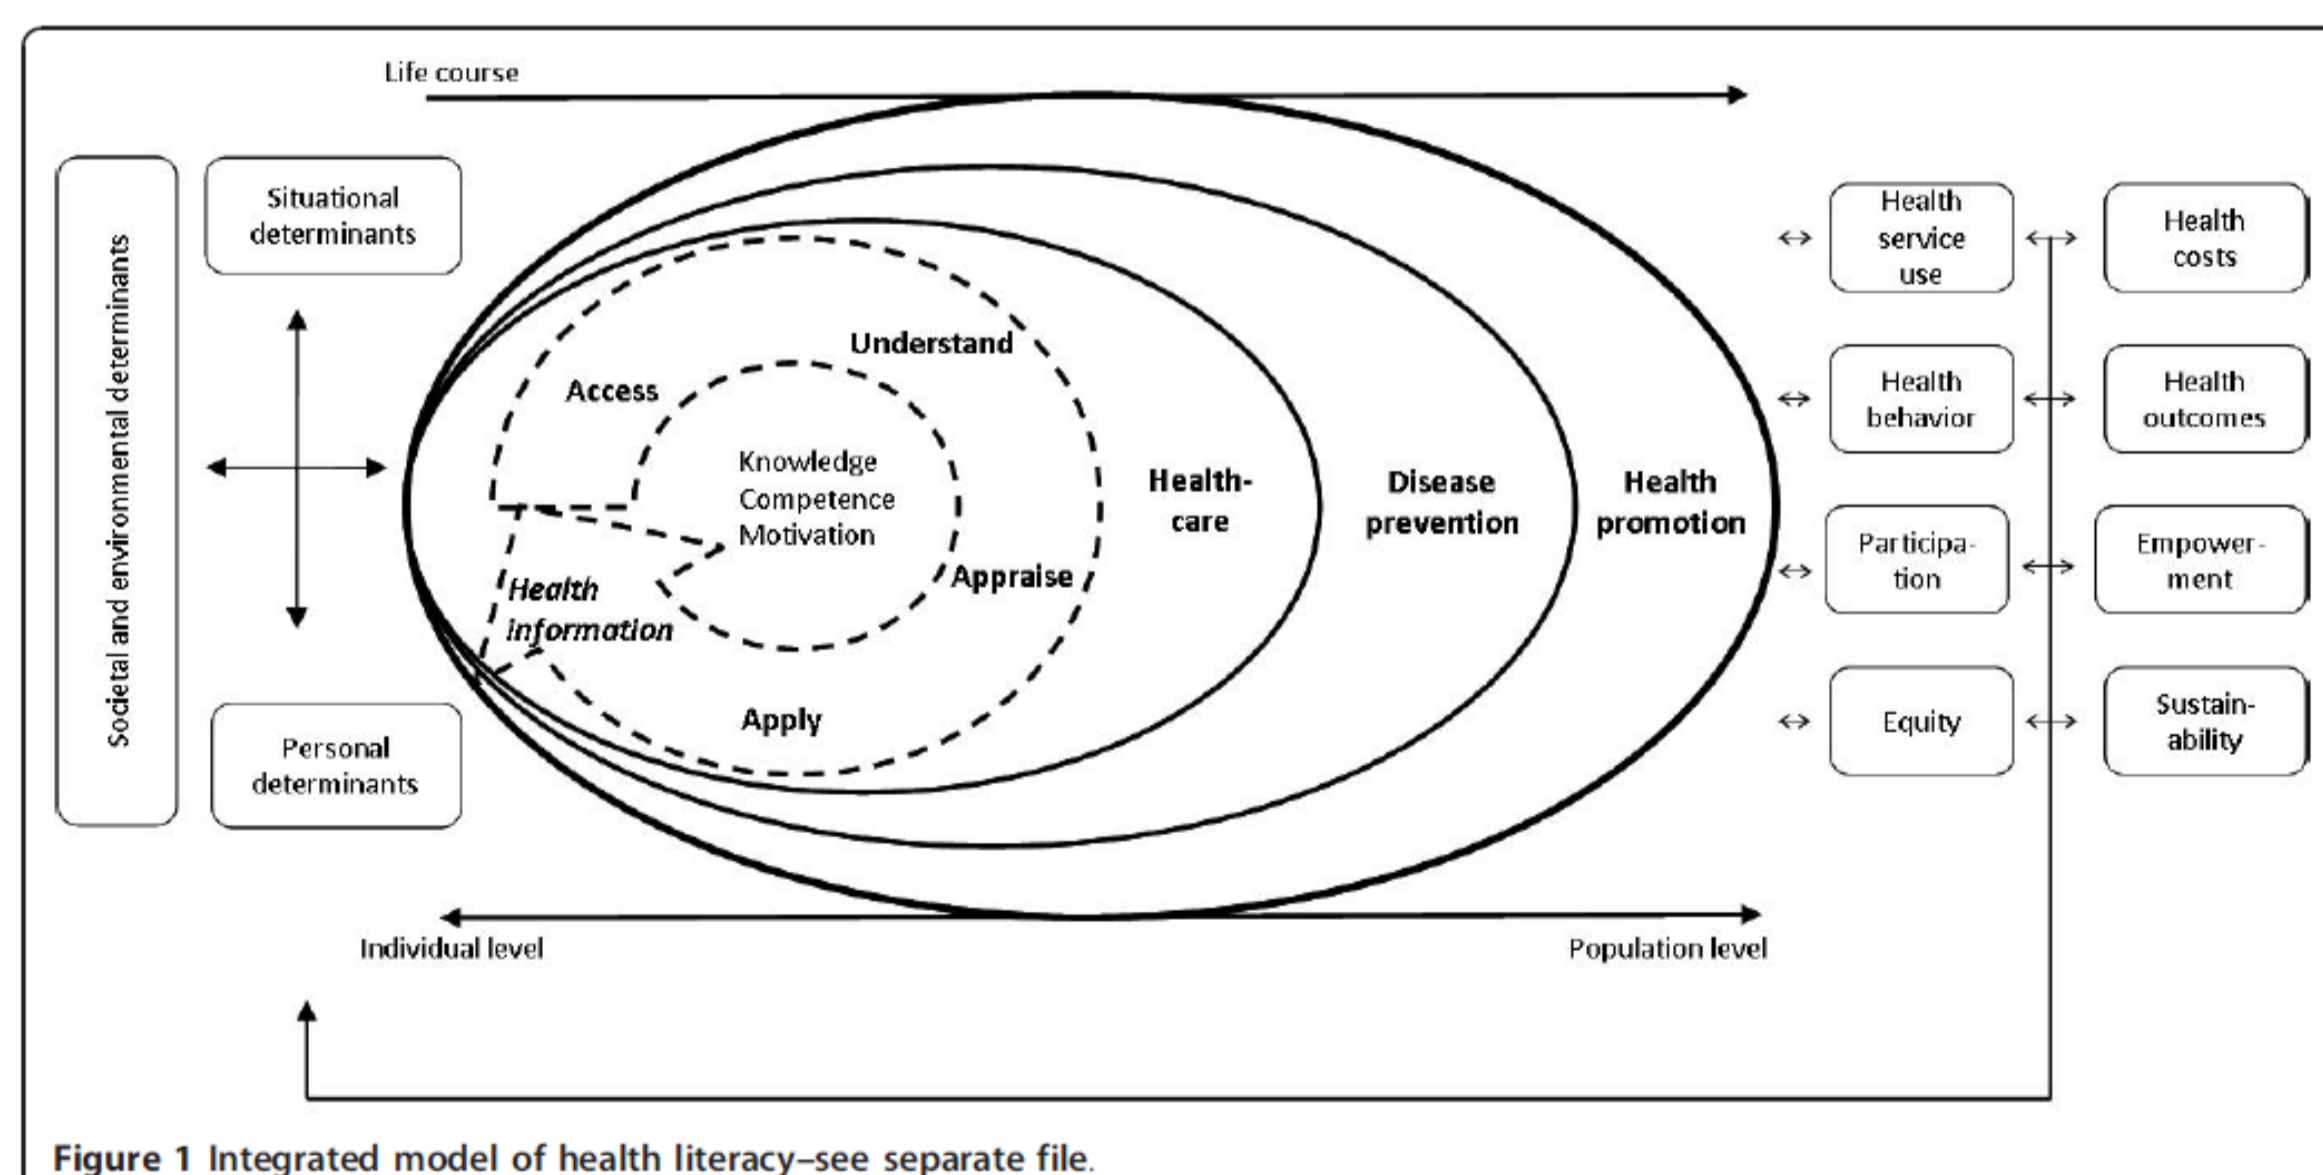 Life course
Societal and environmental determinants
Situational
determinants
Personal
determinants
Understand
Access
Knowledge
Competence
Motivation
Appraise
Health
information
Apply
Health-
care
Disease
prevention
Health
promotion
Health
service
use
Health
costs
Health
behavior
Health
outcomes
Participa-
tion
Empower-
ment
Equity
Sustain-
ability
Individual level
Population level
Figure 1 Integrated model of health literacy–see separate file.